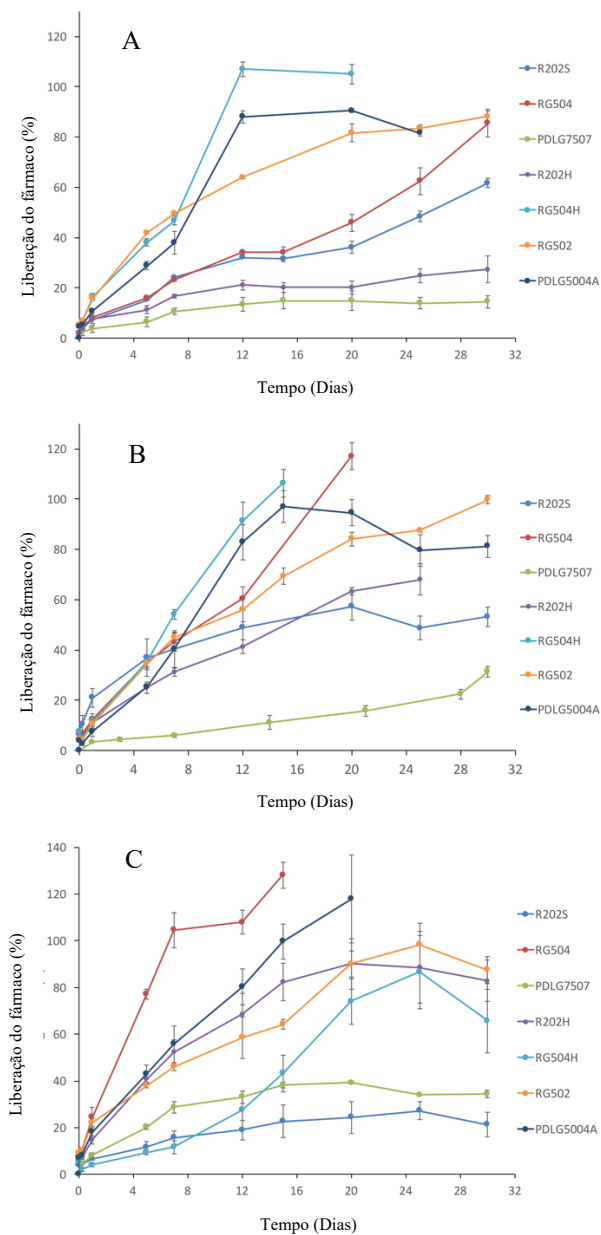 A
Liberação do fármaco (%)
120
100
80
60
40
20
0
0 4 8 12 16 20 24 28 32
Tempo (Dias)
R202S
RG504
PDLG7507
R202H
RG504H
RG502
PDLG5004A
B
Liberação do fármaco (%)
120
100
80
60
40
20
0
0 4 8 12 16 20 24 28 32
Tempo (Dias)
R202S
RG504
PDLG7507
R202H
RG504H
RG502
PDLG5004A
C
Liberação do fármaco (%)
140
120
100
80
60
40
20
0
0 4 8 12 16 20 24 28 32
Tempo (Dias)
R202S
RG504
PDLG7507
R202H
RG504H
RG502
PDLG5004A